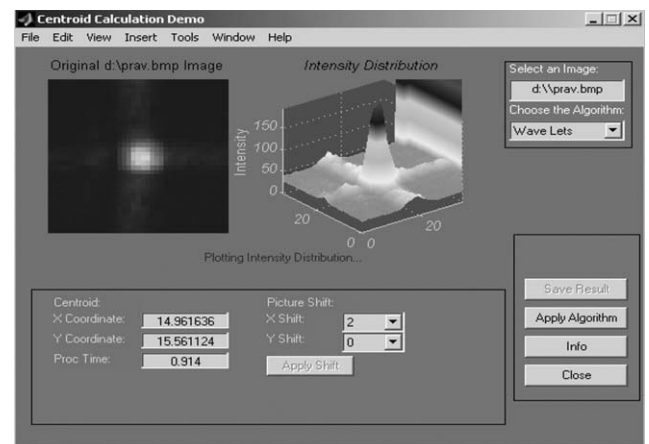 Centroid Calculation Demo
File Edit View Insert Tools Window Help
Original d:\prav.bmp Image
Intensity Distribution
Select an Image:
d:\\prav.bmp
Choose the Algorithm:
Wave Lets
Intensity
150
100
50
0
20
0
0
20
Plotting Intensity Distribution...
Centroid:
X Coordinate: 14.961636
Y Coordinate: 15.561124
Proc Time: 0.914
Picture Shift:
X Shift: 2
Y Shift: 0
Apply Shift
Save Result
Apply Algorithm
Info
Close